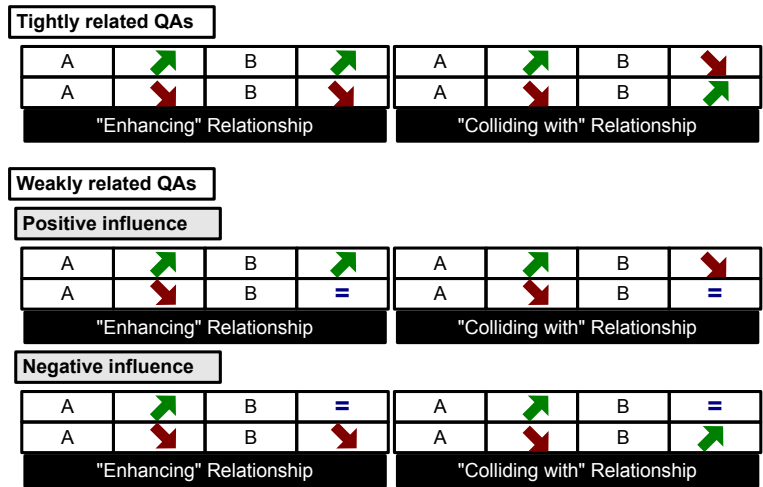 Tightly related QAs
A B A B
A B A B
"Enhancing" Relationship "Colliding with" Relationship
Weakly related QAs
Positive influence
A B A B
A B = A B =
"Enhancing" Relationship "Colliding with" Relationship
Negative influence
A B = A B =
A B A B
"Enhancing" Relationship "Colliding with" Relationship